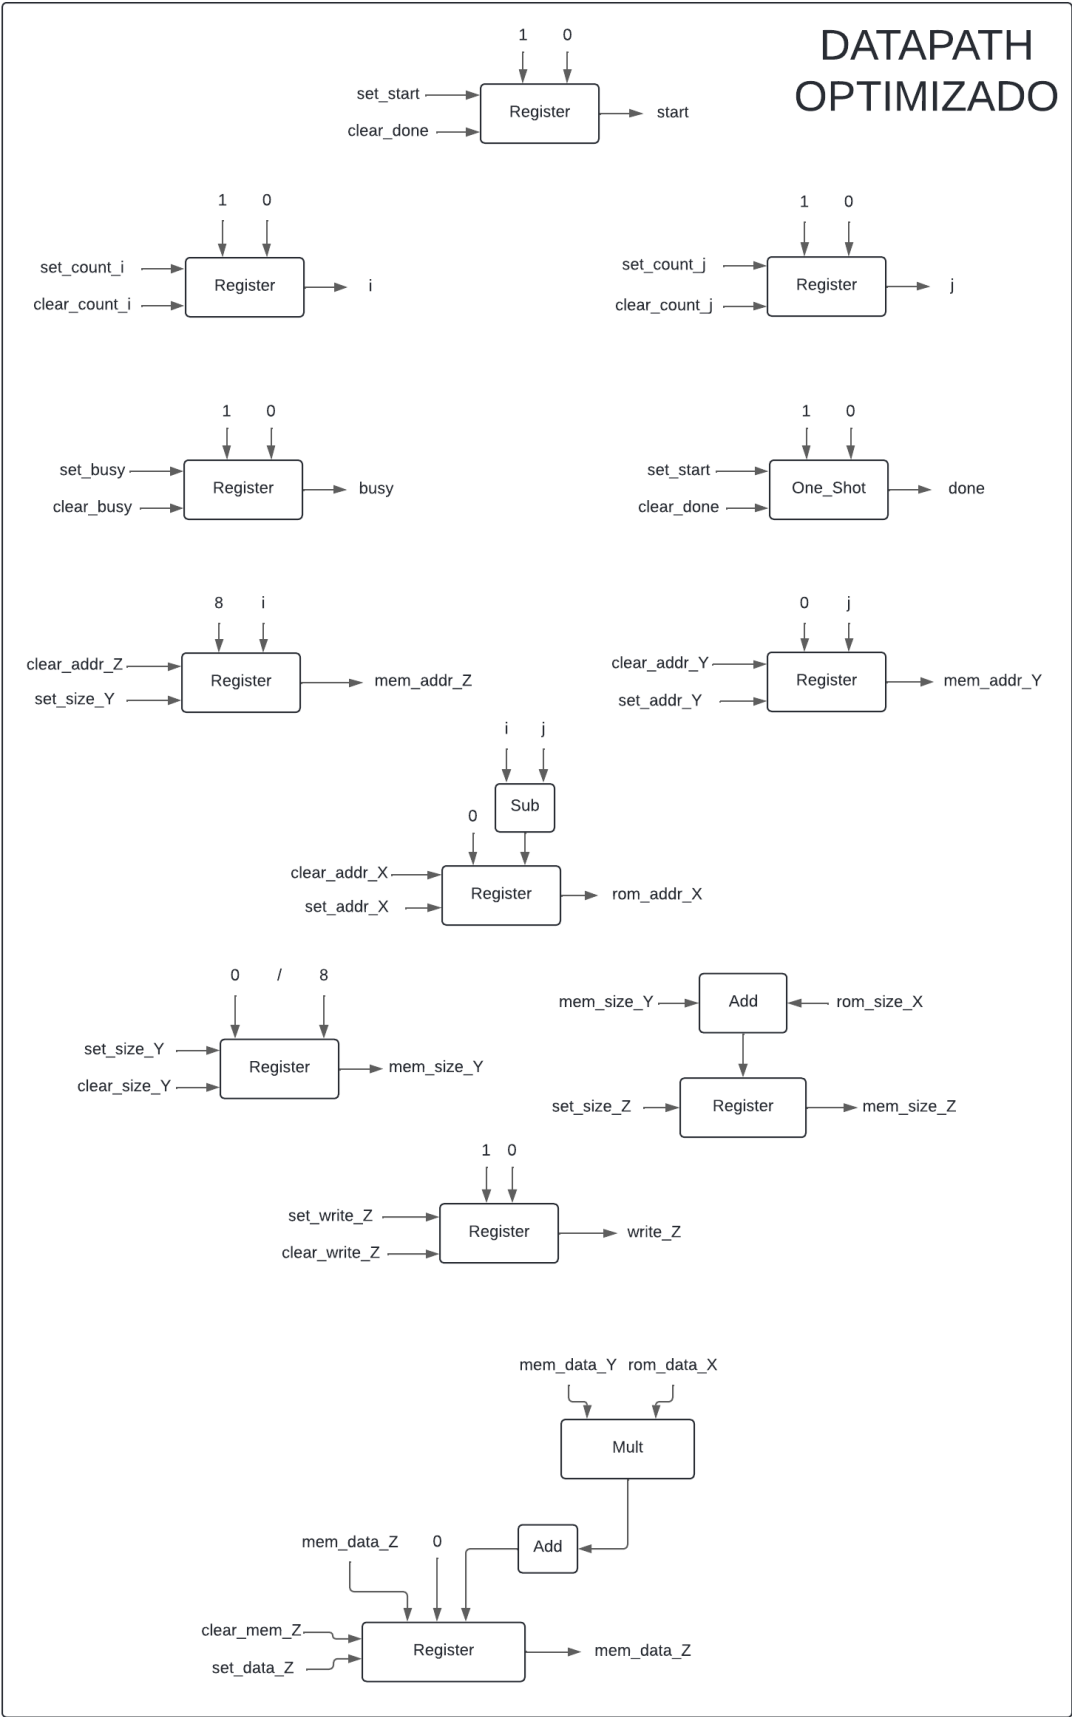 DATAPATH
OPTIMIZADO
1 0
set_start
Register
start
clear_done
1 0
set_count_i
Register
i
clear_count_i
1 0
set_count_j
Register
j
clear_count_j
1 0
set_busy
Register
busy
clear_busy
1 0
set_start
One_Shot
done
clear_done
8 i
clear_addr_Z
Register
mem_addr_Z
set_size_Y
0 j
clear_addr_Y
Register
mem_addr_Y
set_addr_Y
i j
Sub
0
clear_addr_X
Register
rom_addr_X
set_addr_X
0 / 8
set_size_Y
Register
mem_size_Y
clear_size_Y
mem_size_Y
Add
rom_size_X
set_size_Z
Register
mem_size_Z
1 0
set_write_Z
Register
write_Z
clear_write_Z
mem_data_Y rom_data_X
Mult
Add
mem_data_Z 0
clear_mem_Z
Register
mem_data_Z
set_data_Z